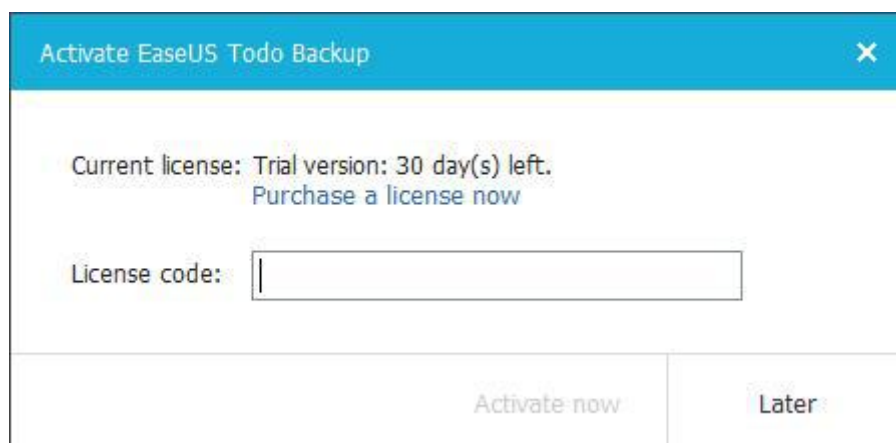 Activate EaseUS Todo Backup
Current license: Trial version: 30 day(s) left.
Purchase a license now
License code:
Activate now Later